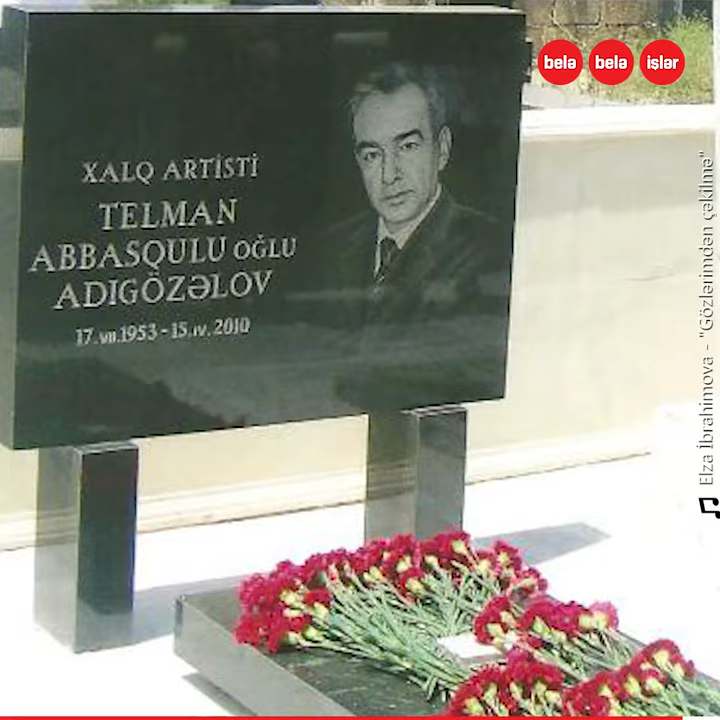 XALQ ARTİSTİ
TELMAN
ABBASQULU OĞLU
ADIGÖZƏLOV
17.VII.1953 - 15.IV.2010
belə belə işlər
Elza İbrahimova - "Gözlərimdən çəkilmə"